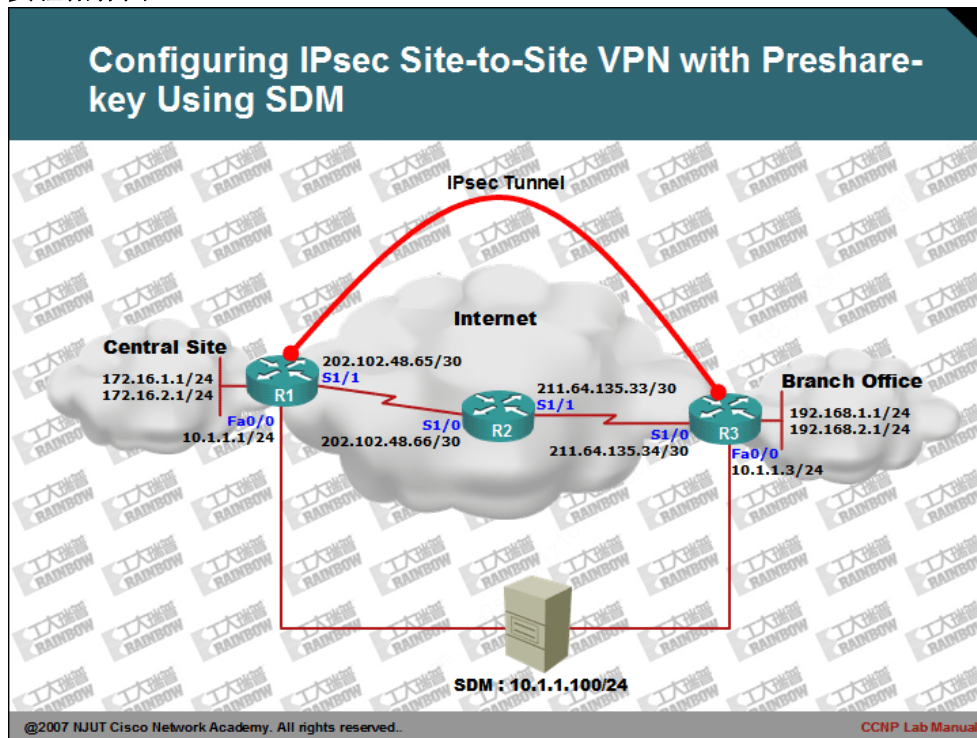 Configuring IPsec Site-to-Site VPN with Preshare-
key Using SDM
IPsec Tunnel
Internet
Central Site
172.16.1.1/24
172.16.2.1/24
R1
202.102.48.65/30
S1/1
Fa0/0
10.1.1.1/24
S1/0
202.102.48.66/30
R2
211.64.135.33/30
S1/1
S1/0
211.64.135.34/30
R3
Branch Office
192.168.1.1/24
192.168.2.1/24
Fa0/0
10.1.1.3/24
SDM : 10.1.1.100/24
工大瑞普
RAINBOW
@2007 NJUT Cisco Network Academy. All rights reserved..
CCNP Lab Manual